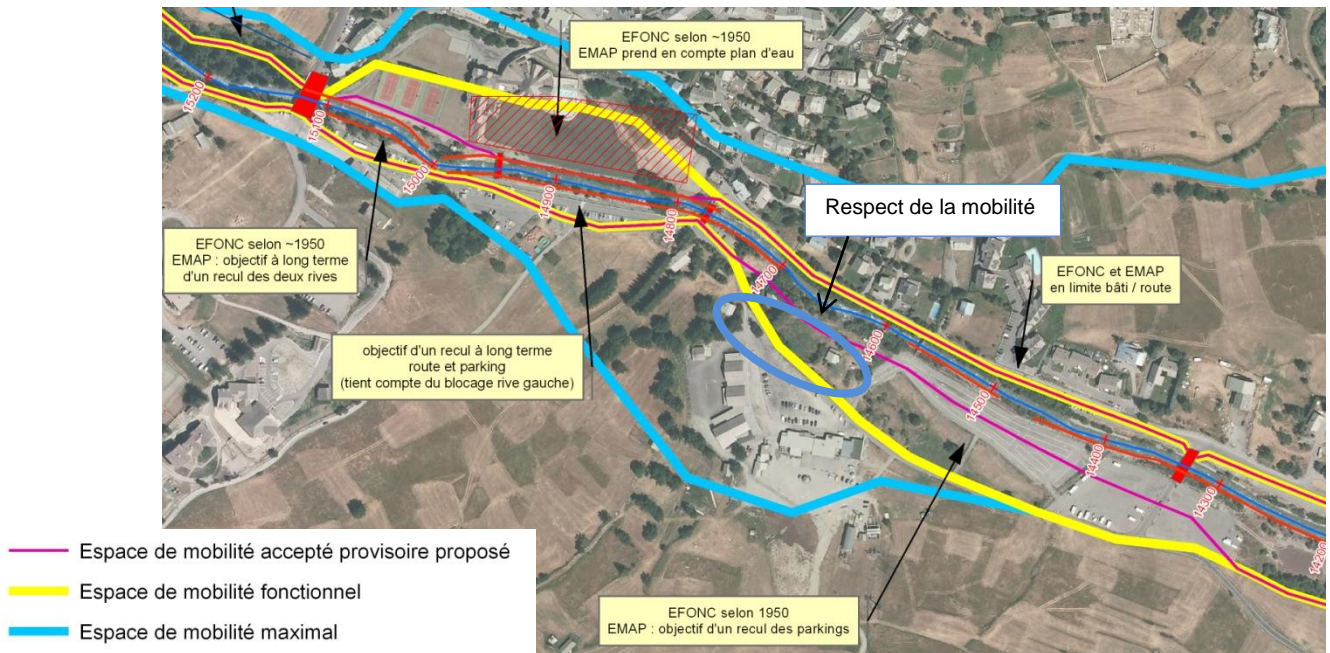 EFONC selon ~1950
EMAP prend en compte plan d'eau
15200
15100
15000
14900
14800
Respect de la mobilité
EFONC selon ~1950
EMAP : objectif à long terme
d'un recul des deux rives
14700
EFONC et EMAP
en limite bâti / route
14600
objectif d'un recul à long terme
route et parking
(tient compte du blocage rive gauche)
14500
14400
14300
14200
Espace de mobilité accepté provisoire proposé
Espace de mobilité fonctionnel
Espace de mobilité maximal
EFONC selon 1950
EMAP : objectif d'un recul des parkings